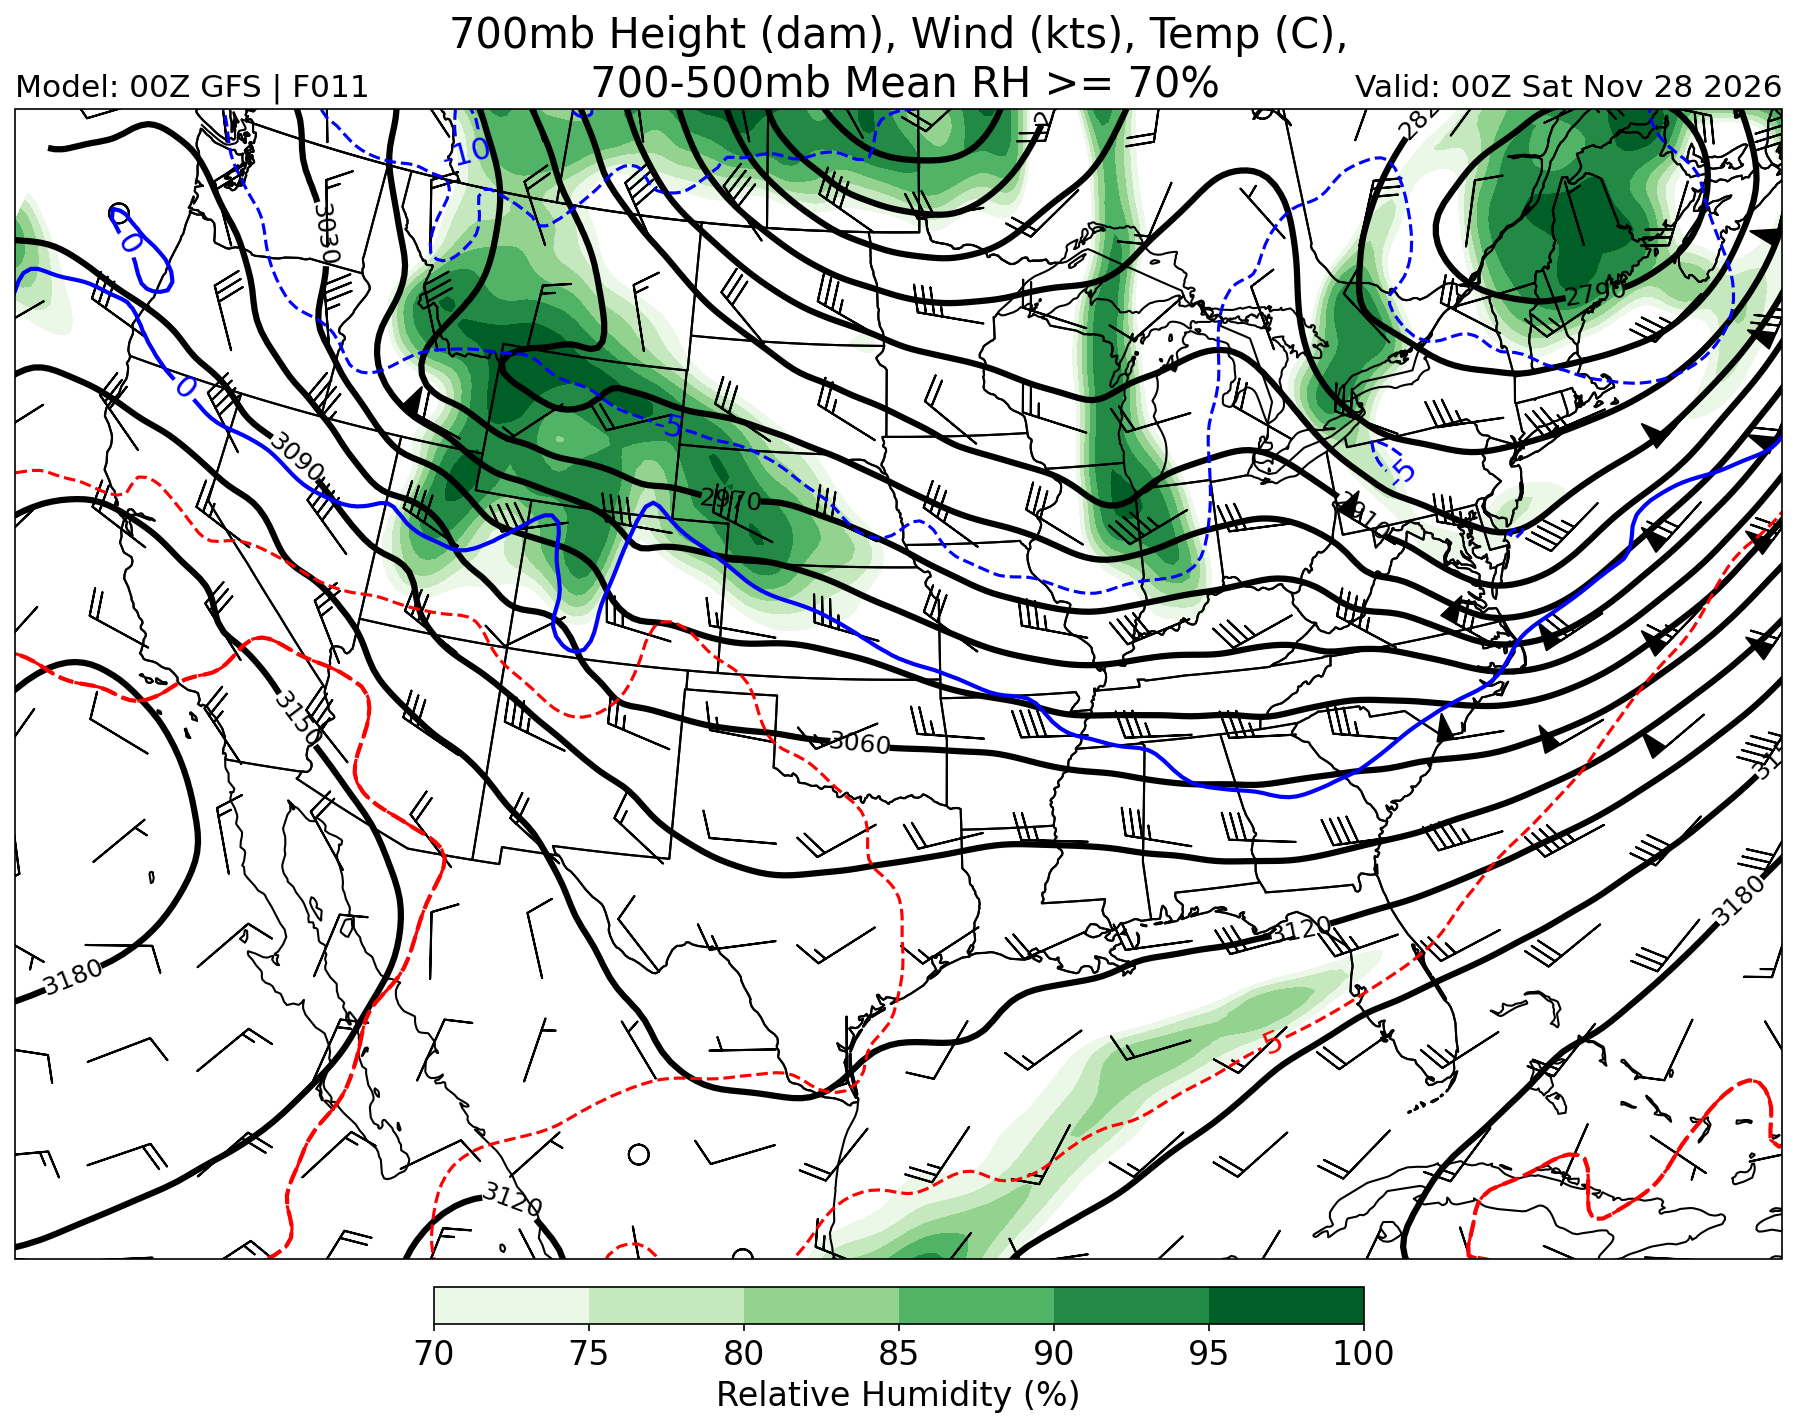 700mb Height (dam), Wind (kts), Temp (C),
700-500mb Mean RH >= 70%
Model: 00Z GFS | F011
Valid: 00Z Sat Nov 28 2026
-10
3030
0
2790
0
3090
-5
-5
2970
2910
3150
3060
3180
3120
3180
5
3120
70 75 80 85 90 95 100
Relative Humidity (%)